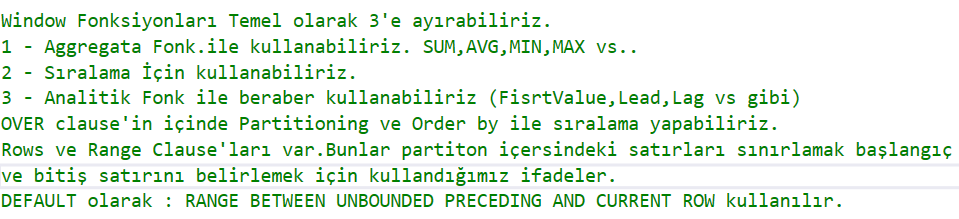 Window Fonksiyonları Temel olarak 3'e ayırabiliriz.
1 - Aggregata Fonk.ile kullanabiliriz. SUM,AVG,MIN,MAX vs..
2 - Sıralama İçin kullanabiliriz.
3 - Analitik Fonk ile beraber kullanabiliriz (FisrtValue,Lead,Lag vs gibi)
OVER clause'in içinde Partitioning ve Order by ile sıralama yapabiliriz.
Rows ve Range Clause'ları var.Bunlar partiton içersindeki satırları sınırlamak başlangıç
ve bitiş satırını belirlemek için kullandığımız ifadeler.
DEFAULT olarak : RANGE BETWEEN UNBOUNDED PRECEDING AND CURRENT ROW kullanılır.